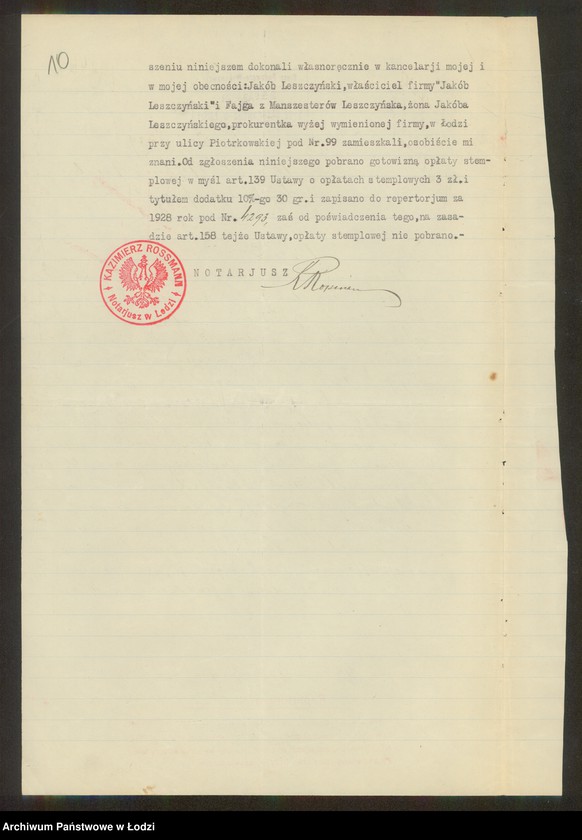 10
szeniu niniejszem dokonali własnoręcznie w kancelarji mojej i
w mojej obecności:Jakób Leszczyński,właściciel firmy"Jakób
Leszczyński"i Fajga z Manszesterów Leszczyńska,żona Jakóba
Leszczyńskiego,prokurentka wyżej wymienionej firmy,w Łodzi
przy ulicy Piotrkowskiej pod Nr.99 zamieszkali,osobiście mi
znani.Od zgłoszenia niniejszego pobrano gotowizną opłaty stem-
plowej w myśl art.139 Ustawy o opłatach stemplowych 3 zł.i
tytułem dodatku 10%-go 30 gr.i zapisano do repertorjum za
1928 rok pod Nr. 4293 zaś od poświadczenia tego,na zasa-
dzie art.158 tejże Ustawy,opłaty stemplowej nie pobrano.-
KAZIMIERZ ROSSMANN
Notarjusz w Łodzi
NOTARJUSZ
Archiwum Państwowe w Łodzi